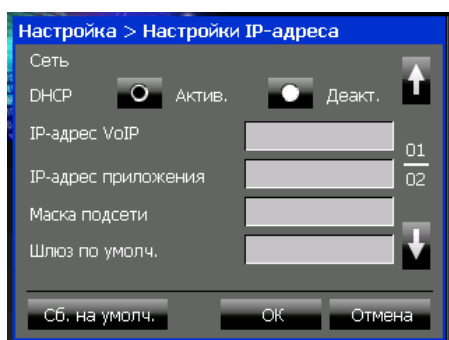 Настройка > Настройки IP-адреса
Сеть
DHCP Актив. Деакт.
IP-адрес VoIP
01
IP-адрес приложения
02
Маска подсети
Шлюз по умолч.
Сб. на умолч. ОК Отмена